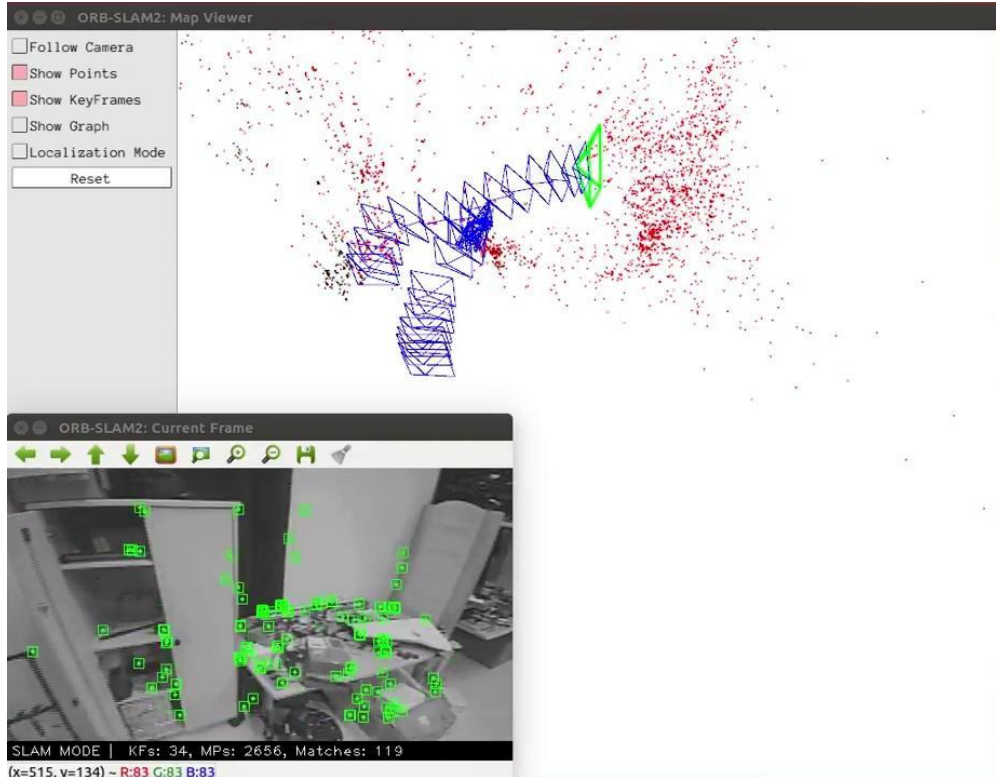 ORB-SLAM2: Map Viewer
Follow Camera
Show Points
Show KeyFrames
Show Graph
Localization Mode
Reset
ORB-SLAM2: Current Frame
SLAM MODE | KFs: 34, MPs: 2656, Matches: 119
(x=515, y=134) ~ R:83 G:83 B:83